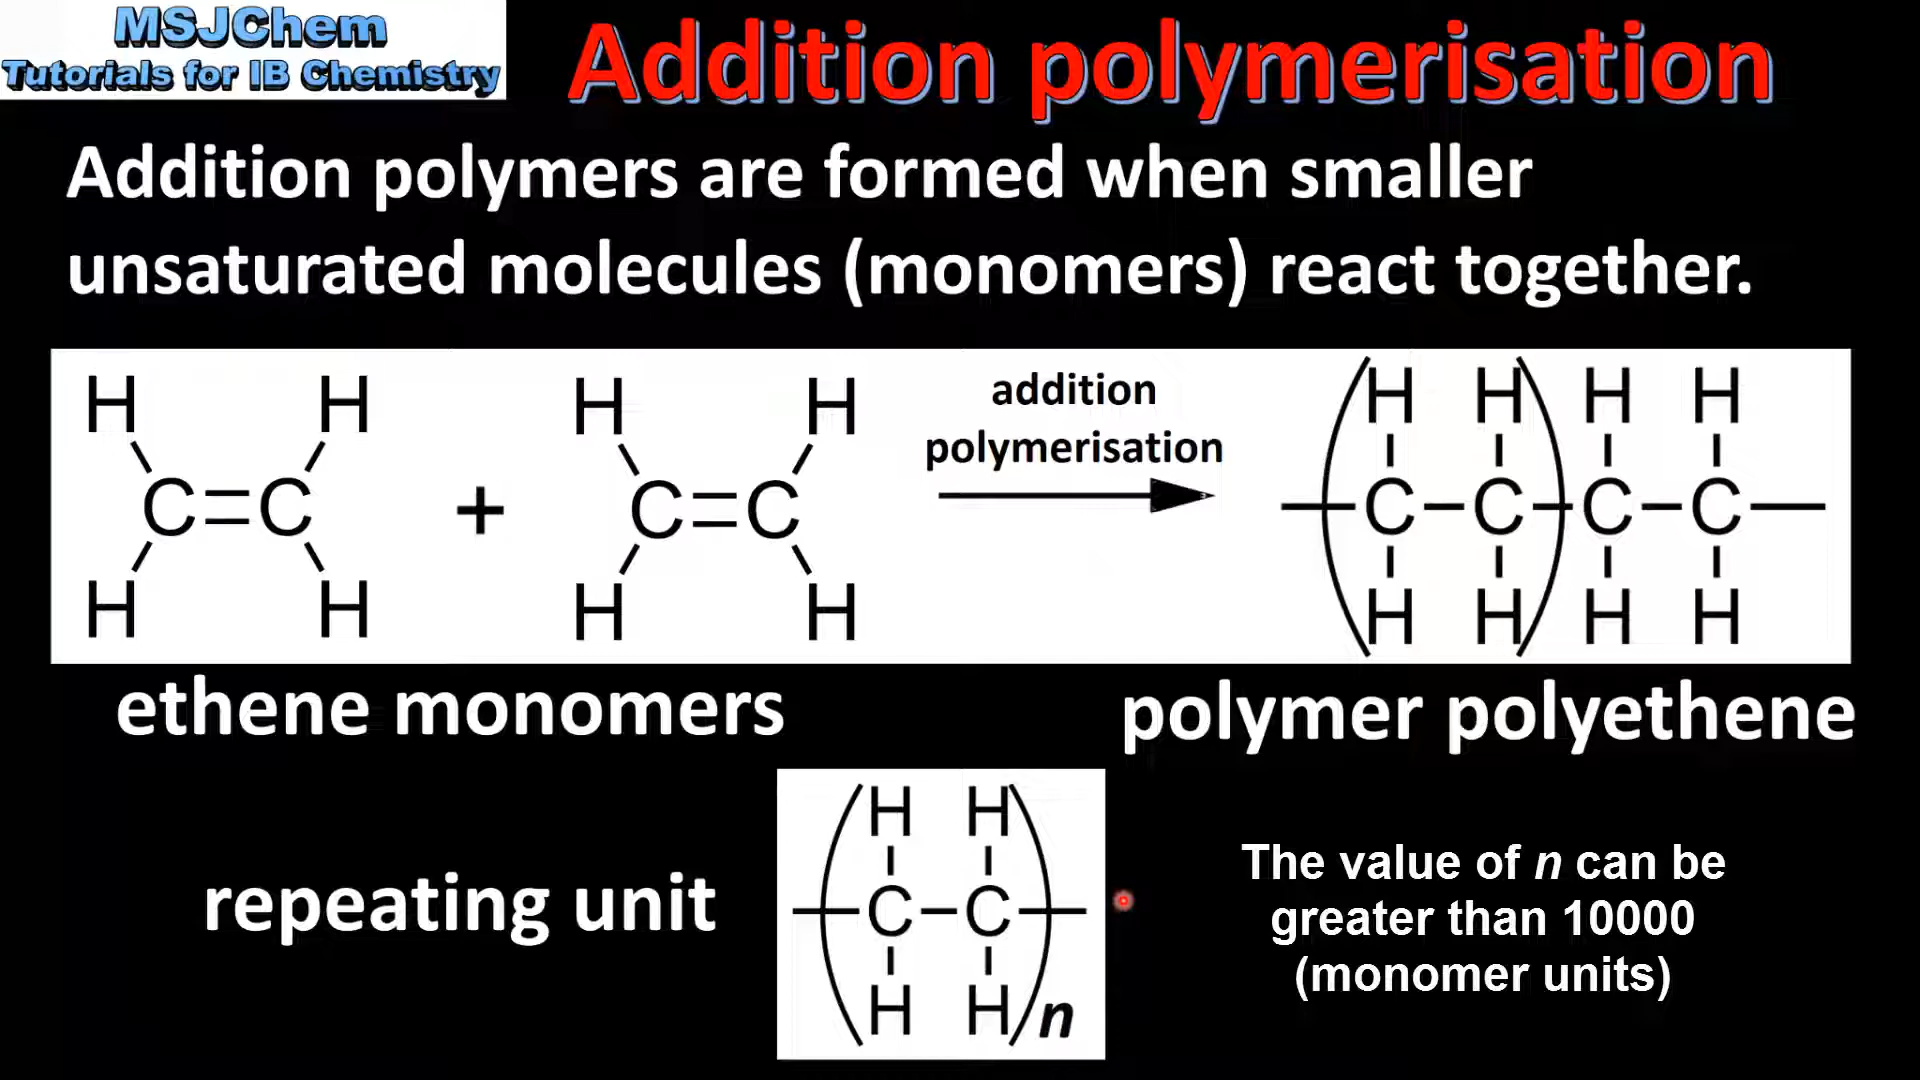 MSJChem
Tutorials for IB Chemistry
Addition polymerisation
Addition polymers are formed when smaller
unsaturated molecules (monomers) react together.
H H H H addition H H H H
polymerisation
C=C + C=C C-C-C-C
H H H H H H H H
ethene monomers polymer polyethene
H H
repeating unit C-C
H H n
The value of n can be
greater than 10000
(monomer units)